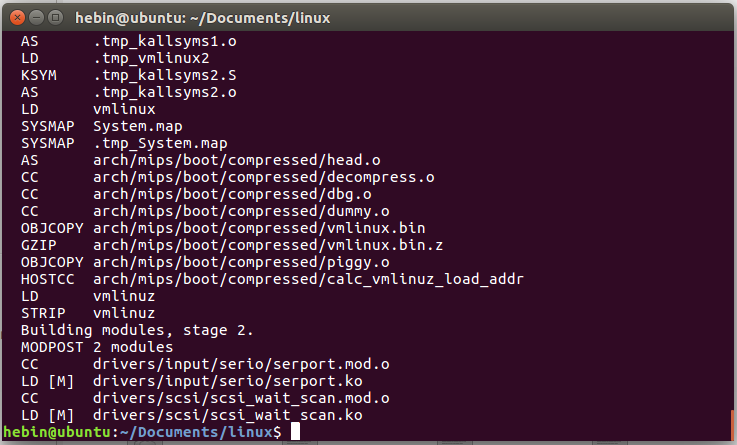 hebin@ubuntu: ~/Documents/linux
AS .tmp_kallsyms1.o
LD .tmp_vmlinux2
KSYM .tmp_kallsyms2.S
AS .tmp_kallsyms2.o
LD vmlinux
SYSMAP System.map
SYSMAP .tmp_System.map
AS arch/mips/boot/compressed/head.o
CC arch/mips/boot/compressed/decompress.o
CC arch/mips/boot/compressed/dbg.o
CC arch/mips/boot/compressed/dummy.o
OBJCOPY arch/mips/boot/compressed/vmlinux.bin
GZIP arch/mips/boot/compressed/vmlinux.bin.z
OBJCOPY arch/mips/boot/compressed/piggy.o
HOSTCC arch/mips/boot/compressed/calc_vmlinuz_load_addr
LD vmlinuz
STRIP vmlinuz
Building modules, stage 2.
MODPOST 2 modules
CC drivers/input/serio/serport.mod.o
LD [M] drivers/input/serio/serport.ko
CC drivers/scsi/scsi_wait_scan.mod.o
LD [M] drivers/scsi/scsi_wait_scan.ko
hebin@ubuntu:~/Documents/linux$